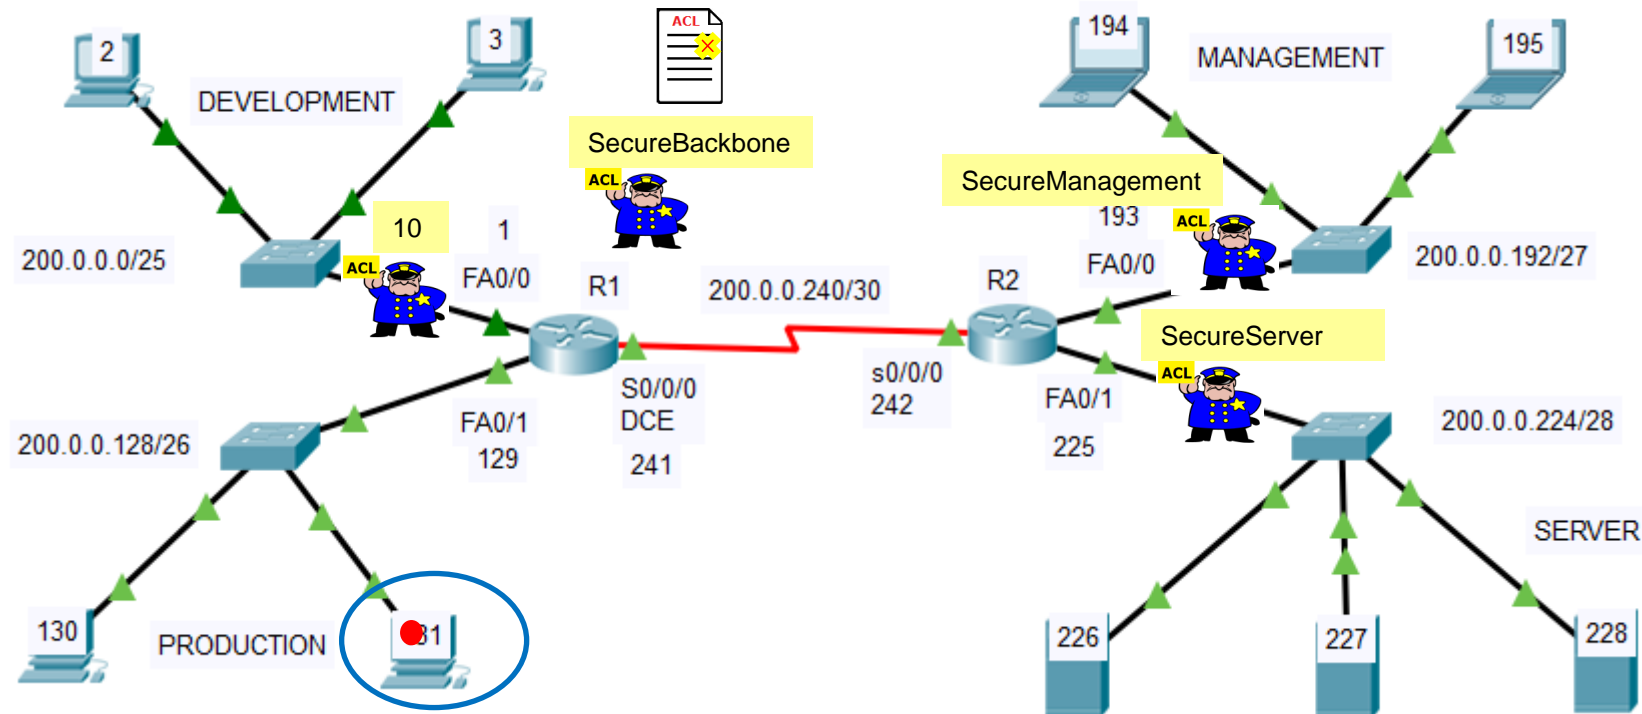 2
3
DEVELOPMENT
200.0.0.0/25
10
ACL
1
FA0/0
R1
ACL
SecureBackbone
ACL
200.0.0.240/30
194
MANAGEMENT
195
SecureManagement
193
ACL
FA0/0
R2
200.0.0.192/27
SecureServer
ACL
s0/0/0
242
FA0/1
225
200.0.0.224/28
S0/0/0
DCE
241
FA0/1
129
200.0.0.128/26
130
PRODUCTION
SERVER
226
227
228